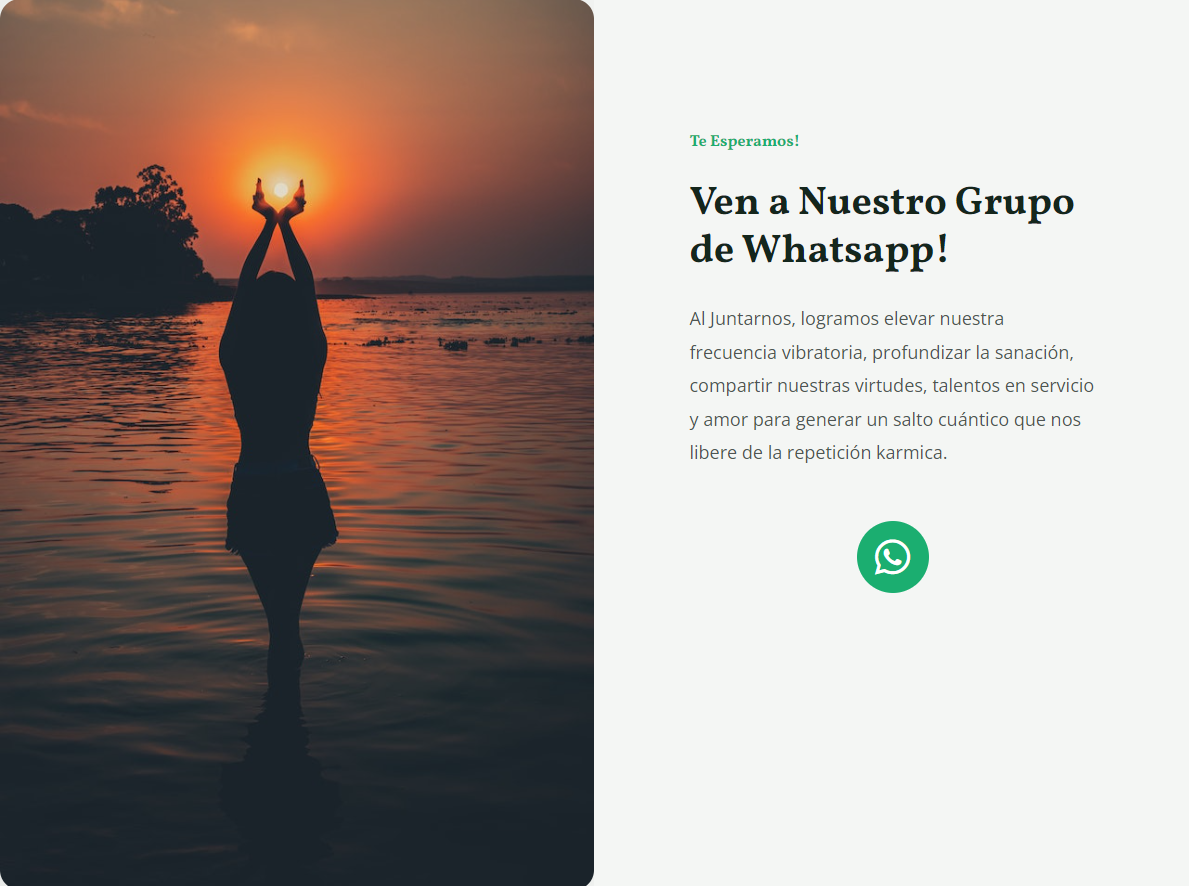 Te Esperamos!
Ven a Nuestro Grupo
de Whatsapp!
Al Juntarnos, logramos elevar nuestra
frecuencia vibratoria, profundizar la sanación,
compartir nuestras virtudes, talentos en servicio
y amor para generar un salto cuántico que nos
libere de la repetición karmica.